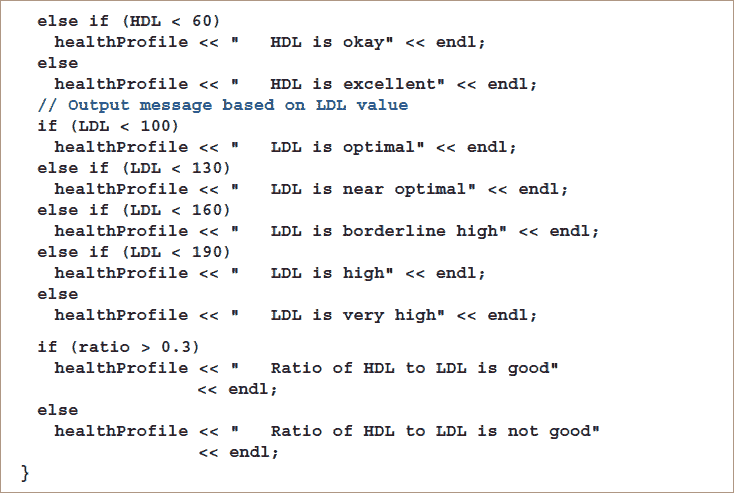 else if (HDL < 60)
healthProfile << "   HDL is okay" << endl;
else
healthProfile << "   HDL is excellent" << endl;
// Output message based on LDL value
if (LDL < 100)
healthProfile << "   LDL is optimal" << endl;
else if (LDL < 130)
healthProfile << "   LDL is near optimal" << endl;
else if (LDL < 160)
healthProfile << "   LDL is borderline high" << endl;
else if (LDL < 190)
healthProfile << "   LDL is high" << endl;
else
healthProfile << "   LDL is very high" << endl;
if (ratio > 0.3)
healthProfile << "   Ratio of HDL to LDL is good"
<< endl;
else
healthProfile << "   Ratio of HDL to LDL is not good"
<< endl;
}